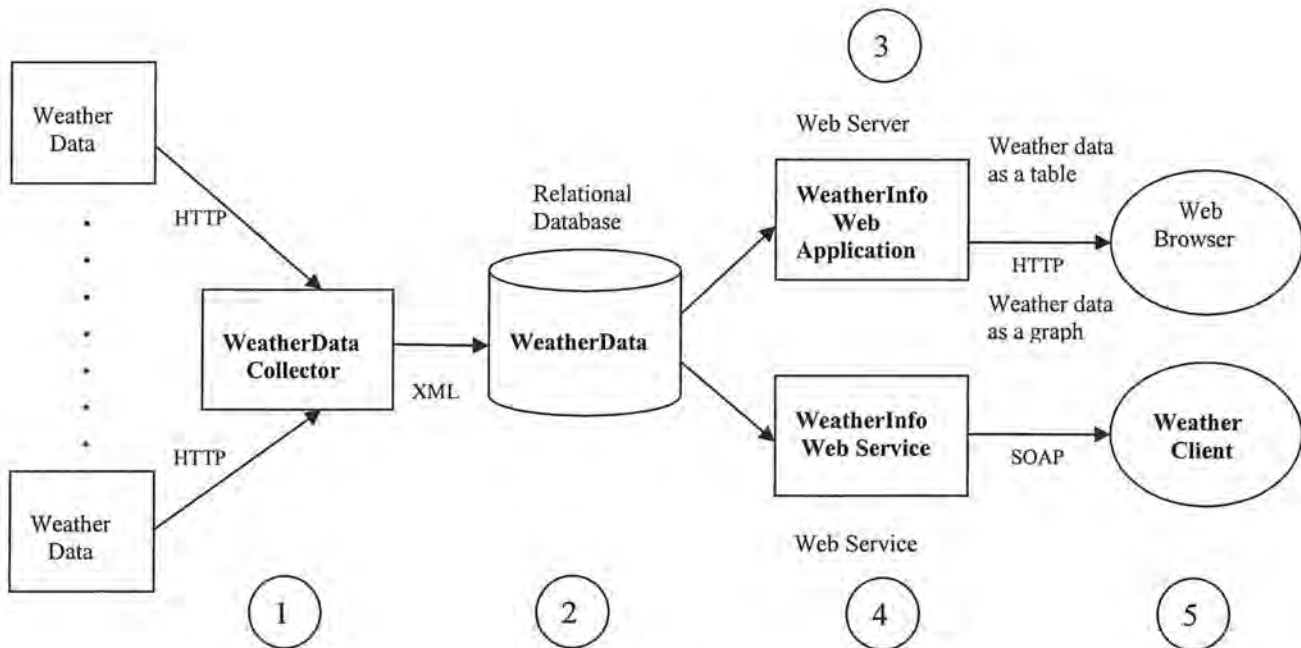 3
Weather
Data
HTTP
WeatherData
Collector
HTTP
Weather
Data
XML
Relational
Database
WeatherData
Web Server
WeatherInfo
Web
Application
Weather data
as a table
HTTP
Weather data
as a graph
Web
Browser
WeatherInfo
Web Service
SOAP
Weather
Client
Web Service
1
2
4
5